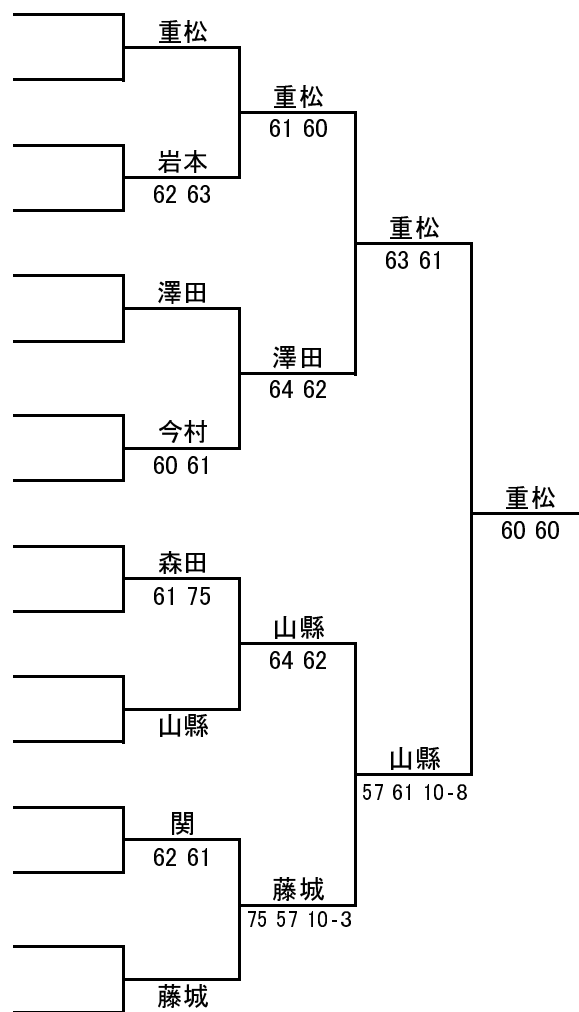 重松
重松
61 60
岩本
62 63
重松
63 61
澤田
澤田
64 62
今村
60 61
重松
60 60
森田
61 75
山縣
64 62
山縣
山縣
57 61 10-8
関
62 61
藤城
75 57 10-3
藤城